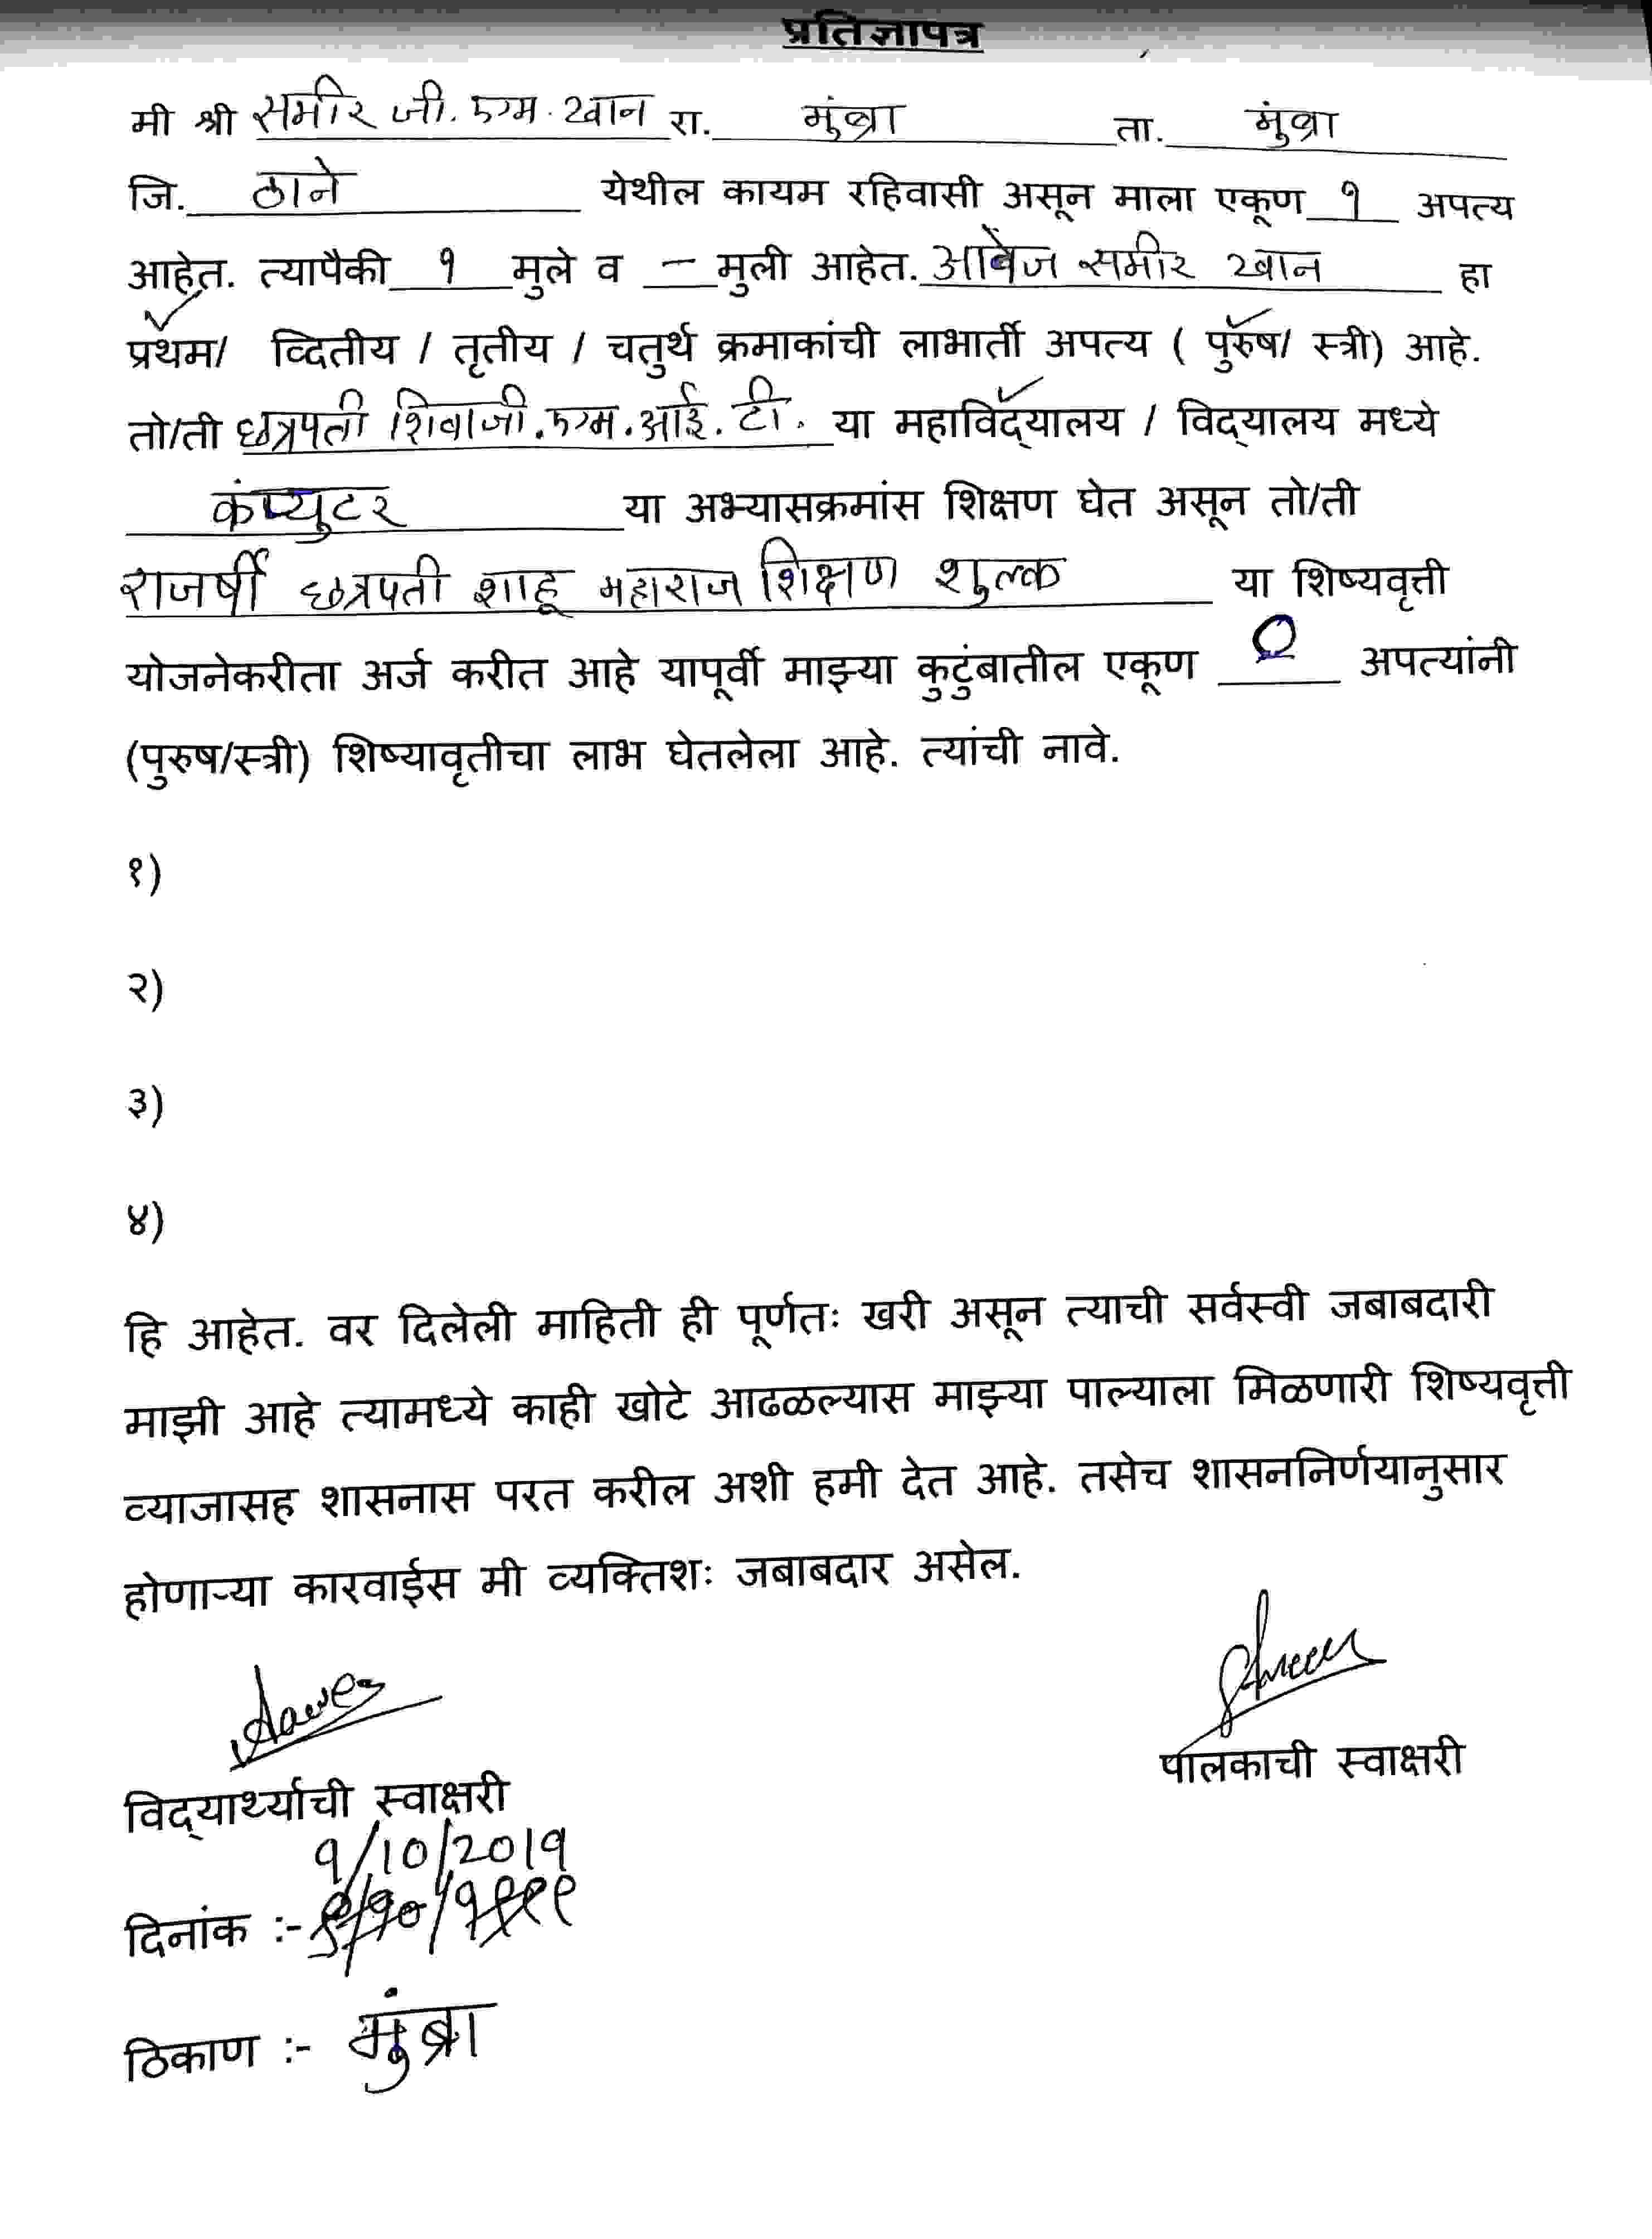 प्रतिज्ञापत्र
मी श्री समीर जी. एम. खान रा. मुंब्रा ता. मुंब्रा
जि. ठाने येथील कायम रहिवासी असून माला एकूण १ अपत्य
आहेत. त्यापैकी १ मुले व – मुली आहेत. आवेज समीर खान हा
प्रथम/ व्दितीय / तृतीय / चतुर्थ क्रमाकांची लाभार्ती अपत्य ( पुरुष/ स्त्री) आहे.
तो/ती छत्रपती शिवाजी.एम.आई.टी. या महाविद्यालय / विद्यालय मध्ये
कंप्युटर या अभ्यासक्रमांस शिक्षण घेत असून तो/ती
राजर्षी छत्रपती शाहू महाराज शिक्षण शुल्क या शिष्यवृत्ती
योजनेकरीता अर्ज करीत आहे यापूर्वी माझ्या कुटुंबातील एकूण 0 अपत्यांनी
(पुरुष/स्त्री) शिष्यावृतीचा लाभ घेतलेला आहे. त्यांची नावे.
१)
२)
३)
४)
हि आहेत. वर दिलेली माहिती ही पूर्णतः खरी असून त्याची सर्वस्वी जबाबदारी
माझी आहे त्यामध्ये काही खोटे आढळल्यास माझ्या पाल्याला मिळणारी शिष्यवृत्ती
व्याजासह शासनास परत करील अशी हमी देत आहे. तसेच शासननिर्णयानुसार
होणाऱ्या कारवाईस मी व्यक्तिशः जबाबदार असेल.
विद्यार्थ्याची स्वाक्षरी
पालकाची स्वाक्षरी
9/10/2019
दिनांक :-
ठिकाण :- मुंब्रा